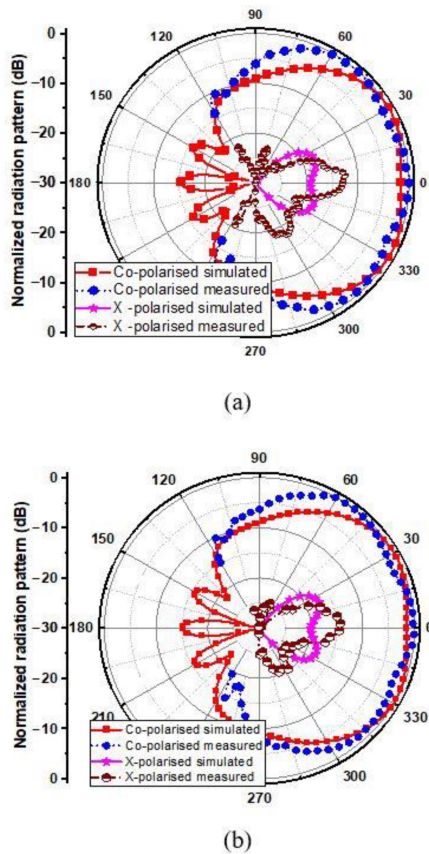 90
0
120
60
-10
150
30
-20
Normalized radiation pattern (dB)
-30
180
0
-20
330
-10
Co-polarised simulated
Co-polarised measured
X -polarised simulated
X -polarised measured
300
0
270
(a)
90
0
120
60
-10
150
30
-20
Normalized radiation pattern (dB)
-30
180
0
-20
210
330
-10
Co-polarised simulated
Co-polarised measured
X-polarised simulated
X-polarised measured
300
0
270
(b)